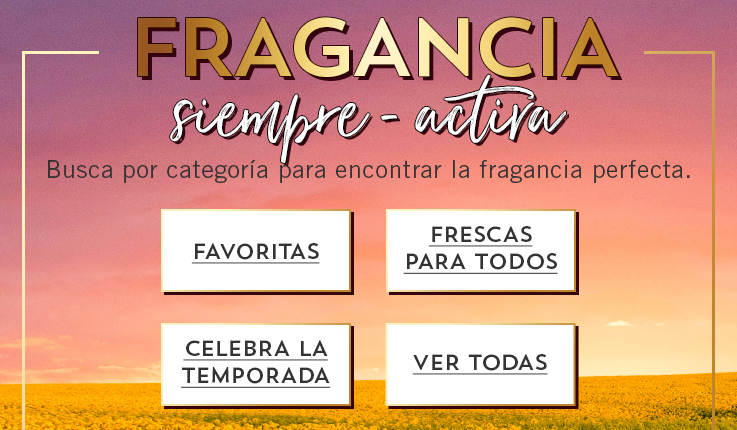 FRAGANCIA
siempre - activa
Busca por categoría para encontrar la fragancia perfecta.
FAVORITAS
FRESCAS
PARA TODOS
CELEBRA LA
TEMPORADA
VER TODAS